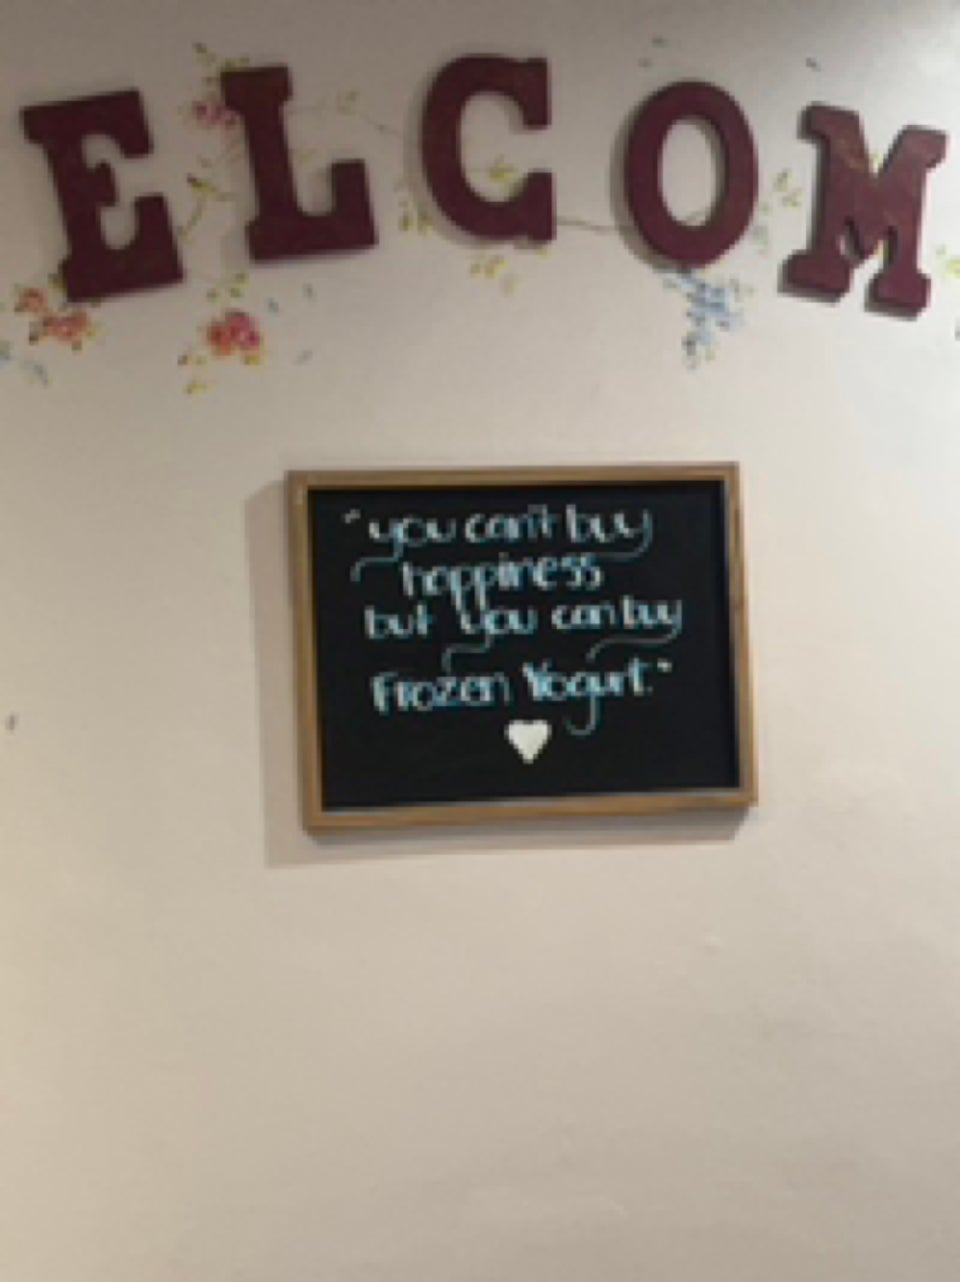 ELCOM
"you can't buy
happiness
but you can buy
Frozen Yogurt."